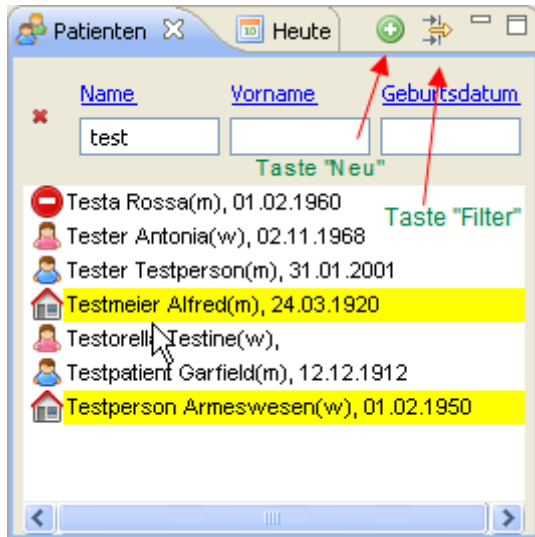 Patienten
10 Heute
Name Vorname Geburtsdatum
test
Taste "Neu"
Testa Rossa(m), 01.02.1960
Taste "Filter"
Tester Antonia(w), 02.11.1968
Tester Testperson(m), 31.01.2001
Testmeier Alfred(m), 24.03.1920
Testorella Testine(w),
Testpatient Garfield(m), 12.12.1912
Testperson Armeswesen(w), 01.02.1950